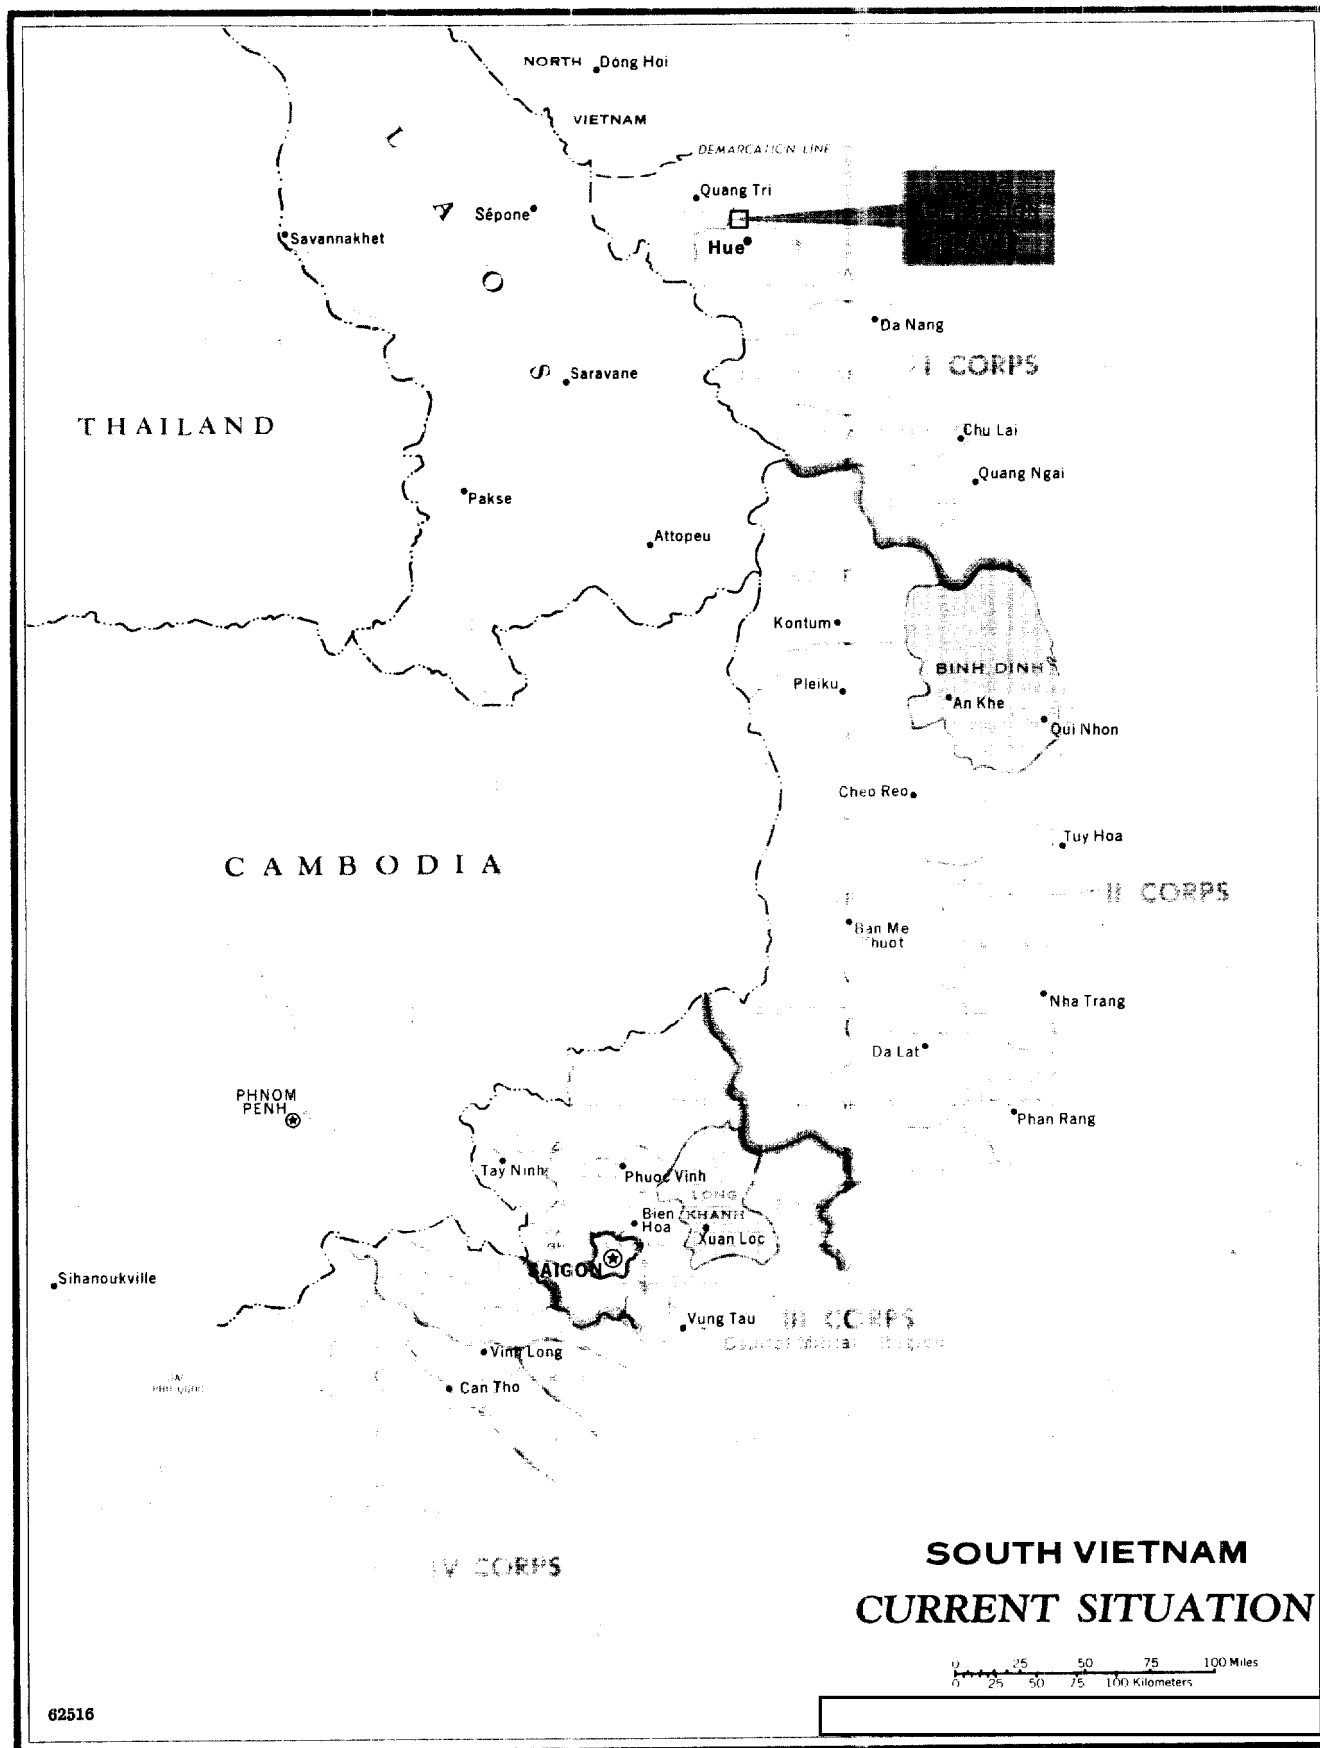 NORTH
Dong Hoi
VIETNAM
DEMARCATION LINE
LAOS
Quang Tri
Sépone
Savannakhet
Hue
Da Nang
I CORPS
Saravane
THAILAND
Chu Lai
Quang Ngai
Pakse
Attopeu
Kontum
BINH DINH
Pleiku
An Khe
Qui Nhon
Cheo Reo
Tuy Hoa
CAMBODIA
II CORPS
Ban Me
Nha Trang
Da Lat
PHNOM
PENH
Phan Rang
Tay Ninh
Phuoc Vinh
LONG
KHANH
Bien
Hoa
Xuan Loc
SAIGON
Sihanoukville
Vung Tau
III CORPS
Vinh Long
Can Tho
IV CORPS
SOUTH VIETNAM
CURRENT SITUATION
0 25 50 75 100 Miles
0 25 50 75 100 Kilometers
62516